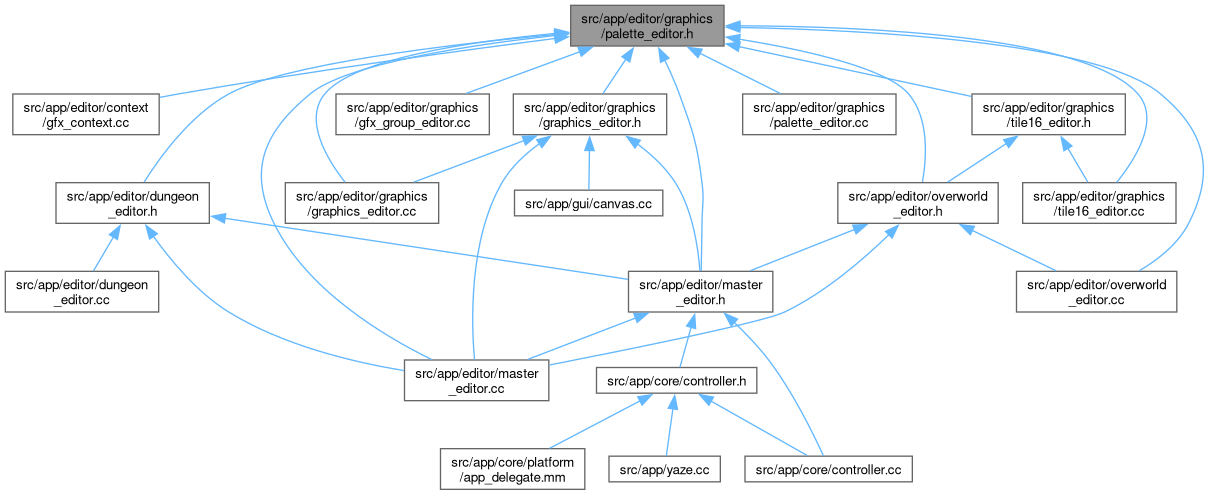 src/app/editor/graphics
/palette_editor.h
src/app/editor/context
/gfx_context.cc
src/app/editor/graphics
/gfx_group_editor.cc
src/app/editor/graphics
/graphics_editor.h
src/app/editor/graphics
/palette_editor.cc
src/app/editor/graphics
/tile16_editor.h
src/app/editor/dungeon
_editor.h
src/app/editor/graphics
/graphics_editor.cc
src/app/gui/canvas.cc
src/app/editor/overworld
_editor.h
src/app/editor/graphics
/tile16_editor.cc
src/app/editor/dungeon
_editor.cc
src/app/editor/master
_editor.h
src/app/editor/overworld
_editor.cc
src/app/editor/master
_editor.cc
src/app/core/controller.h
src/app/core/platform
/app_delegate.mm
src/app/yaze.cc
src/app/core/controller.cc